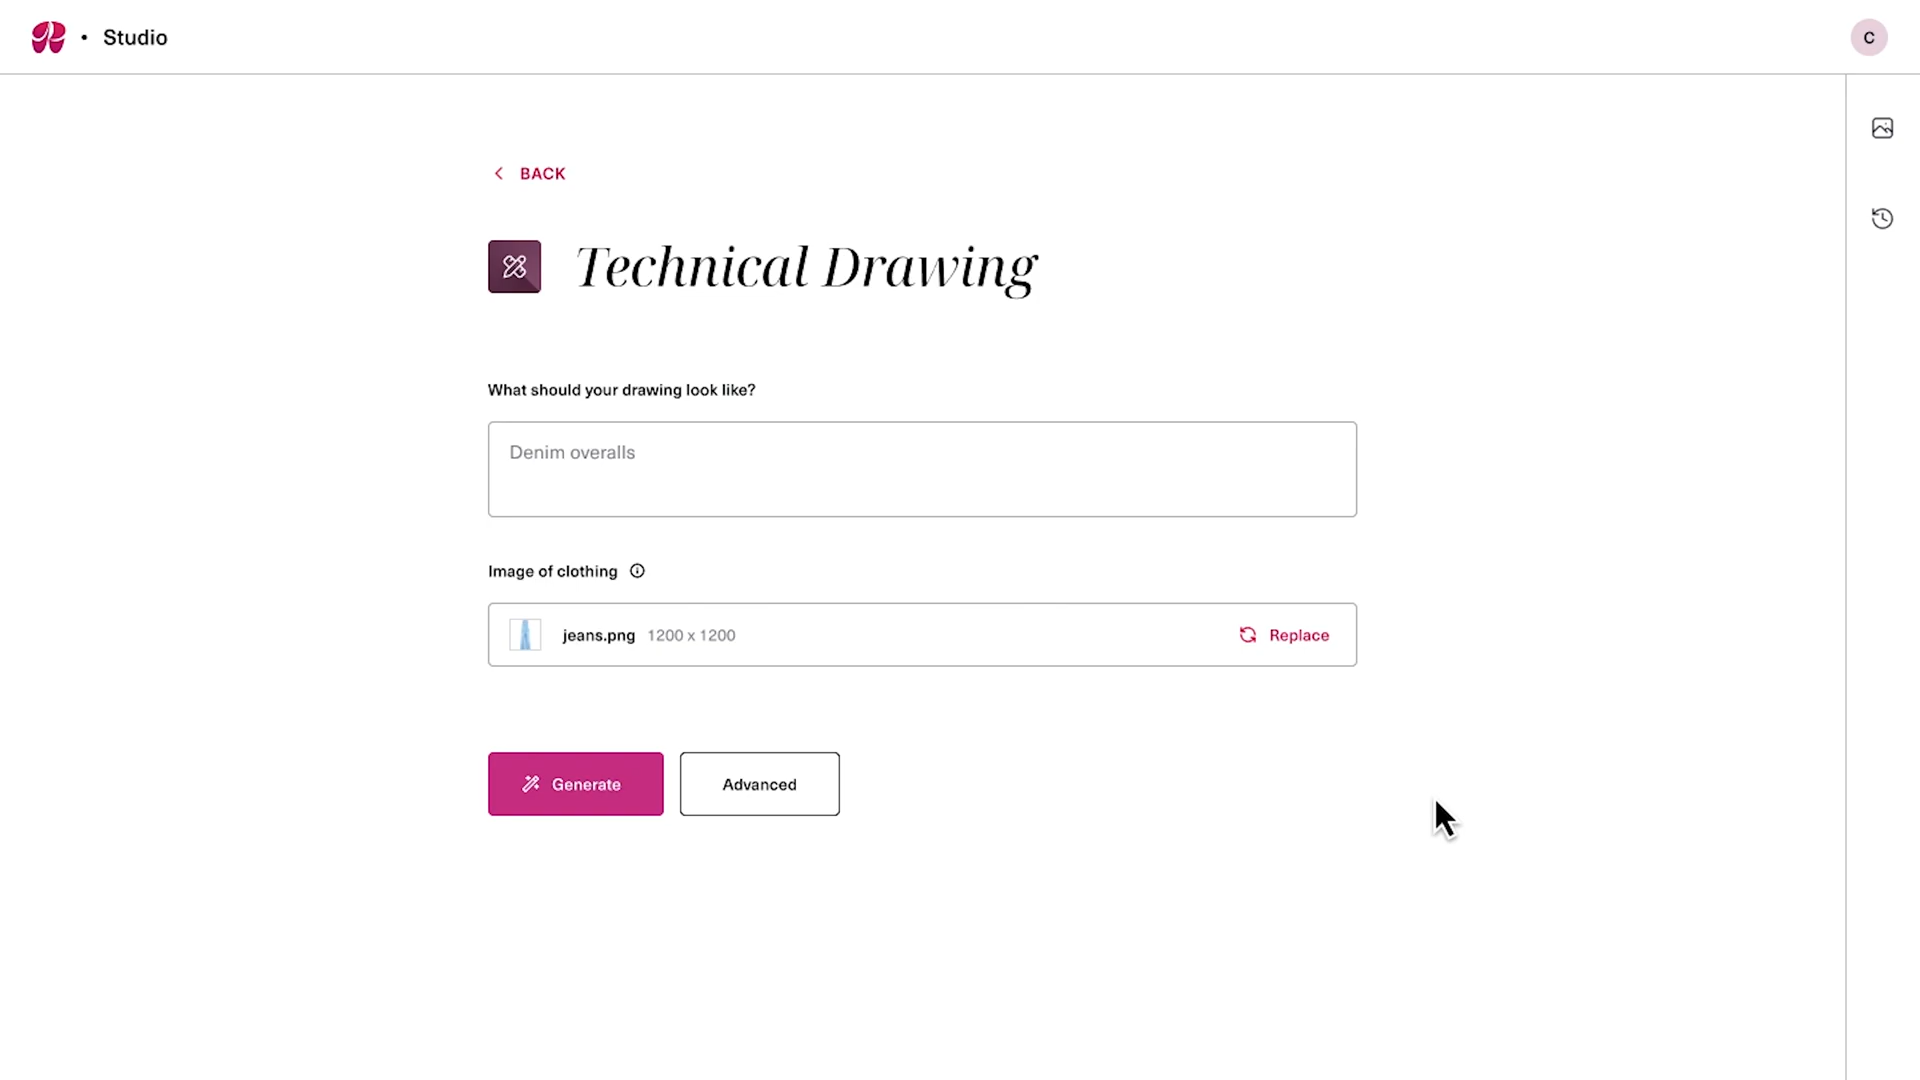 Studio
C
BACK
Technical Drawing
What should your drawing look like?
Denim overalls
Image of clothing
jeans.png 1200 x 1200 Replace
Generate Advanced